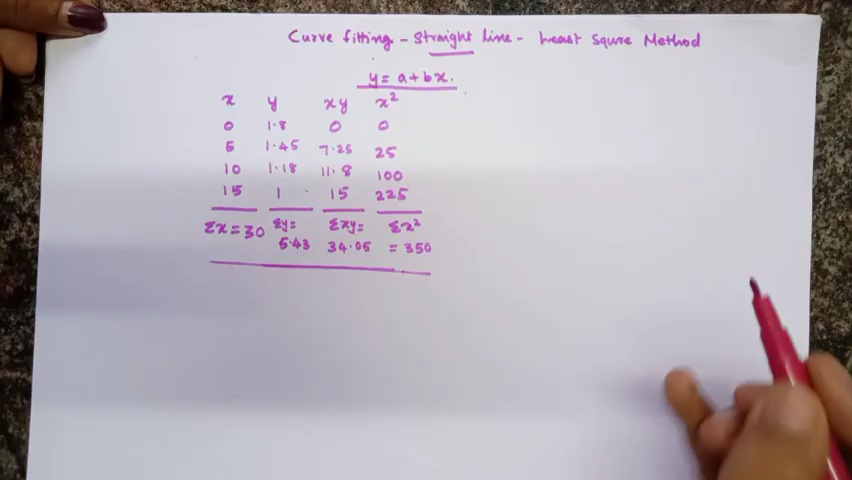 Curve fitting - Straight line - Least Squre Method
y = a + bx.
x y xy x²
0 1.8 0 0
5 1.45 7.25 25
10 1.18 11.8 100
15 1 15 225
Σx = 30 Σy = Σxy = Σx²
5.43 34.05 = 350